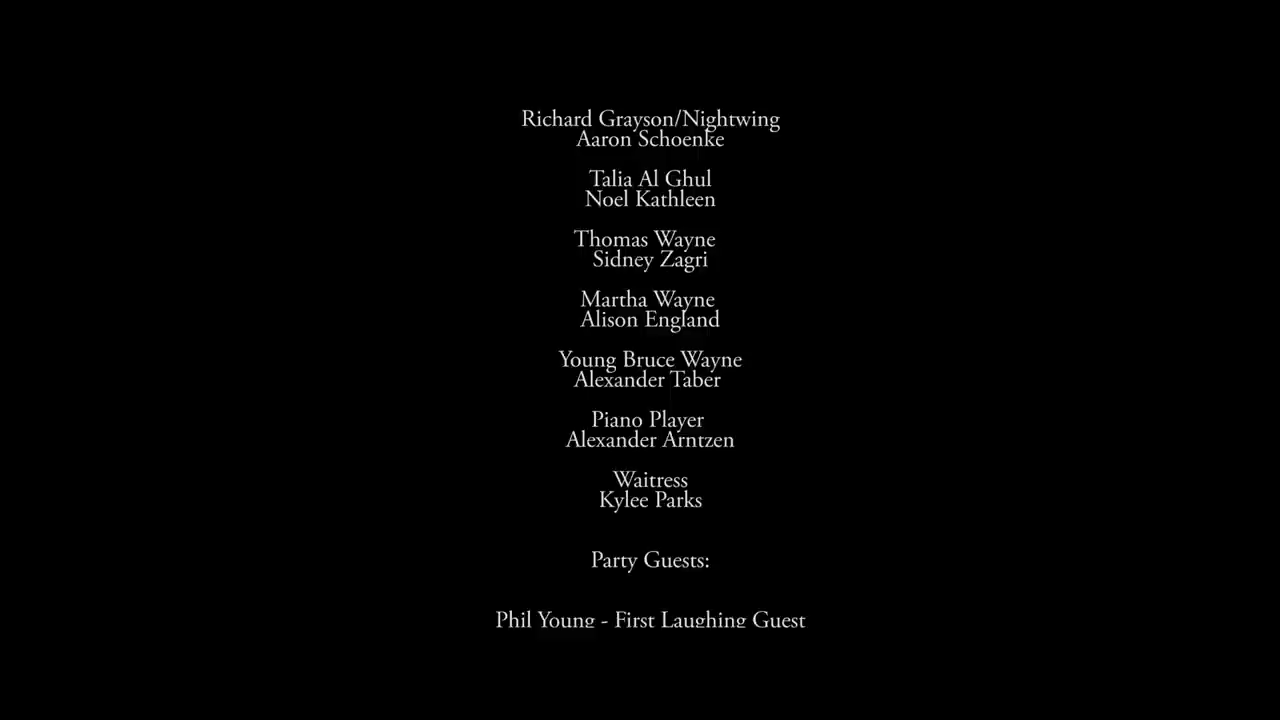 Richard Grayson/Nightwing
Aaron Schoenke
Talia Al Ghul
Noel Kathleen
Thomas Wayne
Sidney Zagri
Martha Wayne
Alison England
Young Bruce Wayne
Alexander Taber
Piano Player
Alexander Arntzen
Waitress
Kylee Parks
Party Guests:
Phil Young - First Laughing Guest